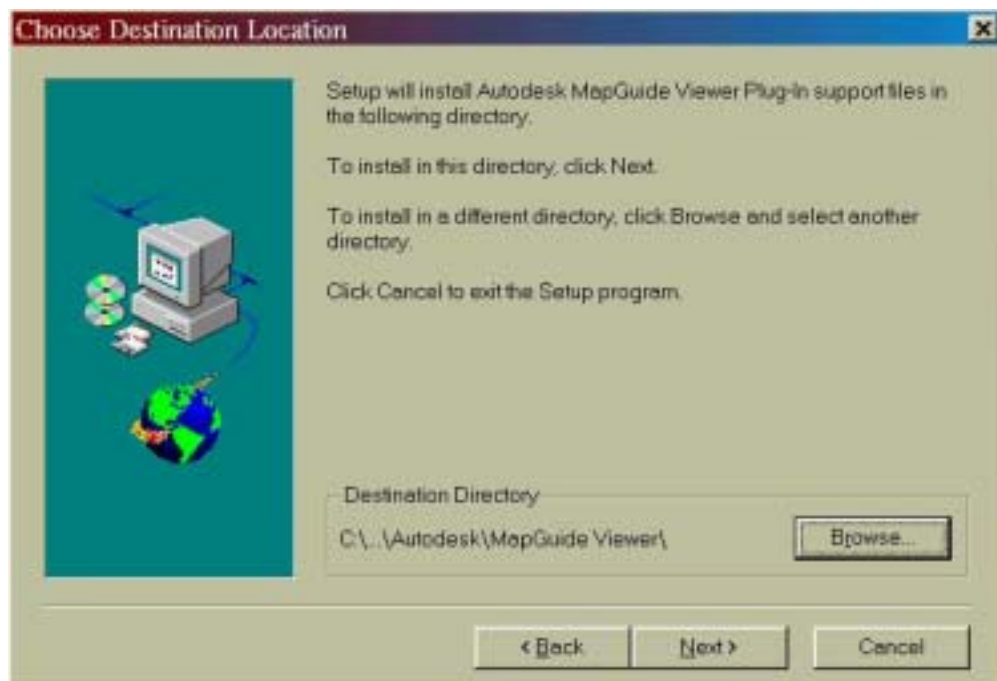 Choose Destination Location
Setup will install Autodesk MapGuide Viewer Plug-In support files in
the following directory.
To install in this directory, click Next.
To install in a different directory, click Browse and select another
directory.
Click Cancel to exit the Setup program.
Destination Directory
C:\...\Autodesk\MapGuide Viewer\
Browse...
< Back
Next >
Cancel